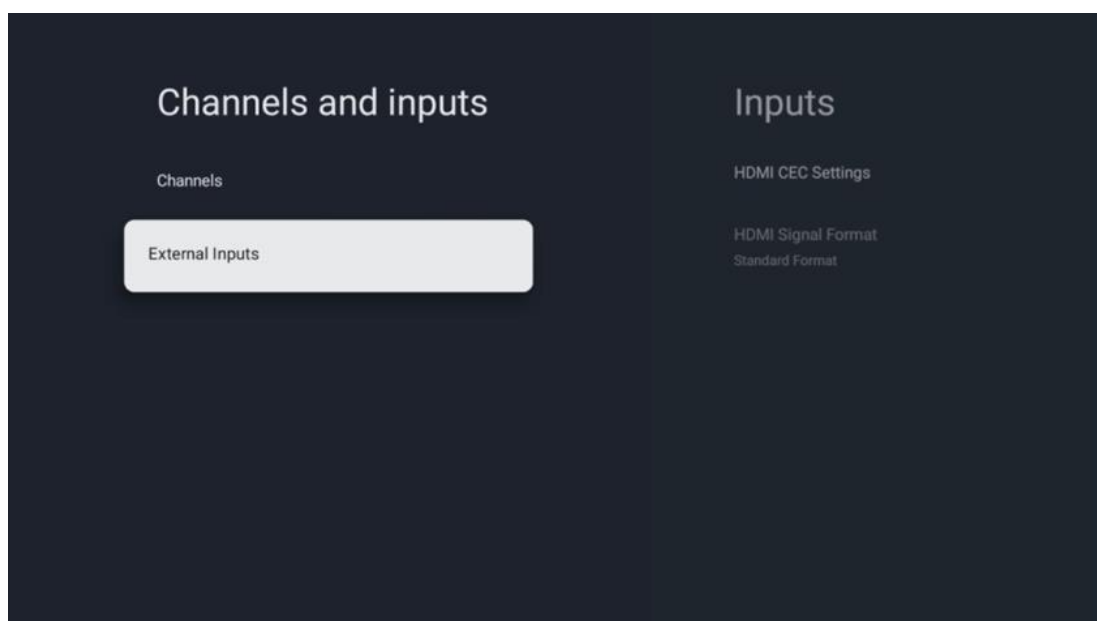 Channels and inputs
Channels
External Inputs
Inputs
HDMI CEC Settings
HDMI Signal Format
Standard Format